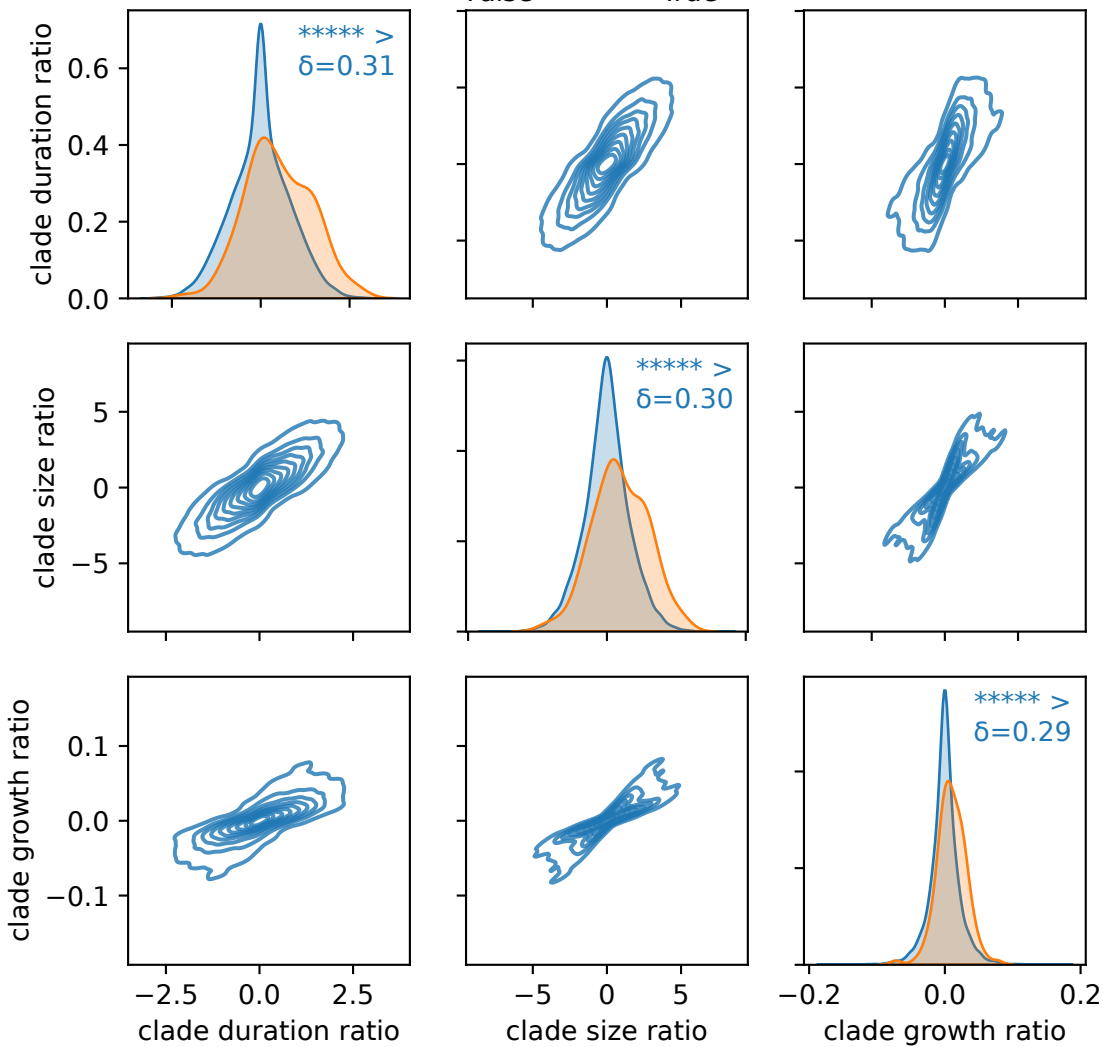 ***** >
δ=0.31
clade duration ratio
0.6
0.4
0.2
0.0
−5
0
5
***** >
δ=0.30
clade size ratio
5
0
−5
***** >
δ=0.29
clade growth ratio
0.1
0.0
−0.1
−2.5
0.0
2.5
−0.2
0.0
0.2
clade duration ratio
clade size ratio
clade growth ratio